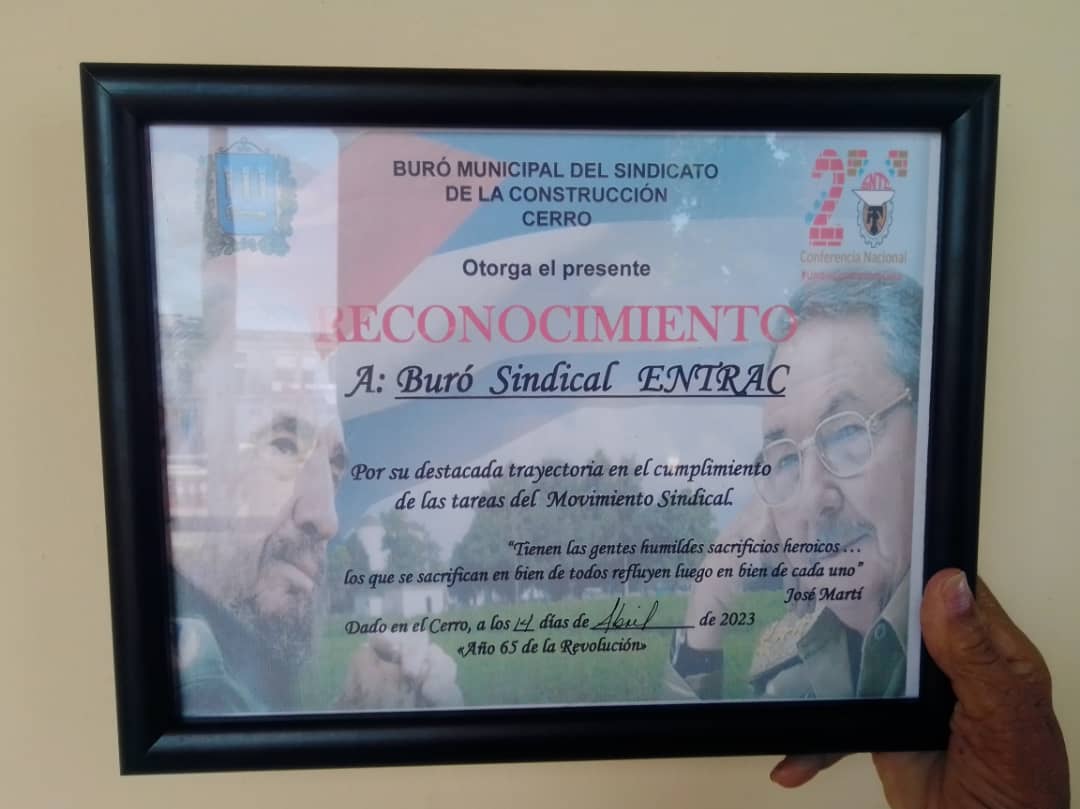 BURÓ MUNICIPAL DEL SINDICATO
DE LA CONSTRUCCIÓN
CERRO
2
SNTC
Conferencia Nacional
Otorga el presente
RECONOCIMIENTO
A: Buró Sindical ENTRAC
Por su destacada trayectoria en el cumplimiento
de las tareas del Movimiento Sindical.
“Tienen las gentes humildes sacrificios heroicos...
los que se sacrifican en bien de todos refluyen luego en bien de cada uno”
José Martí
Dado en el Cerro, a los 14 días de Abril de 2023
«Año 65 de la Revolución»